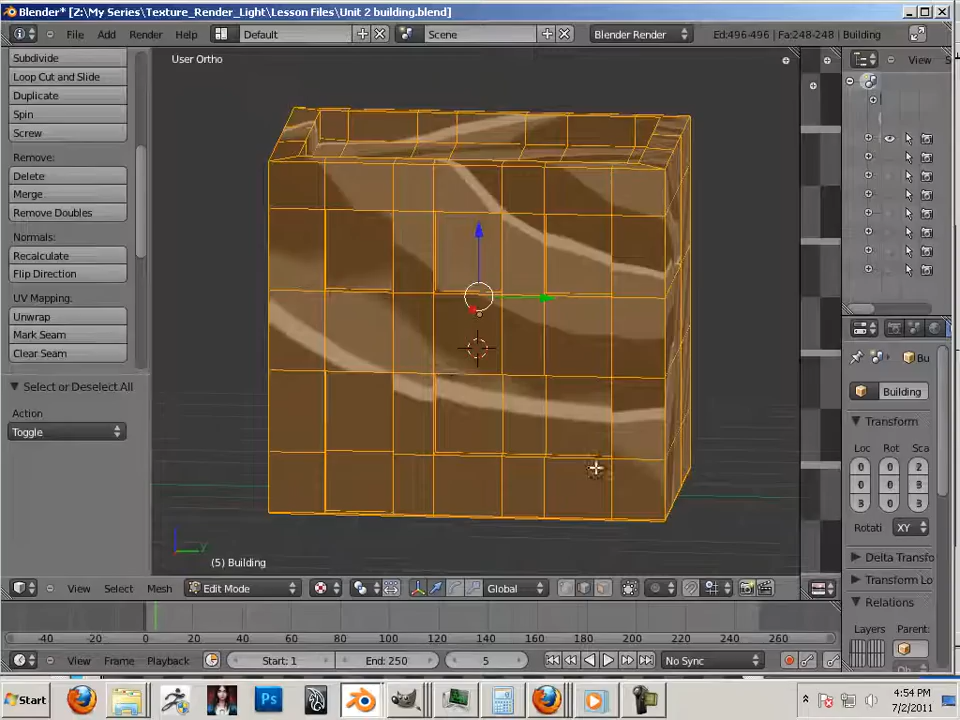 Blender* [Z:\My Series\Texture_Render_Light\Lesson Files\Unit 2 building.blend]
File Add Render Help Default Scene Blender Render Ed:496-496 | Fa:248-248 | Building
Subdivide
Loop Cut and Slide
Duplicate
Spin
Screw
Remove:
Delete
Merge
Remove Doubles
Normals:
Recalculate
Flip Direction
UV Mapping:
Unwrap
Mark Seam
Clear Seam
Select or Deselect All
Action
Toggle
User Ortho
(5) Building
View Select Mesh Edit Mode Global
View S
Bu
Building
Transform
Loc Rot Sca
0 0 2
0 0 3
3 0 3
Rotati XY
Delta Transfo
Transform Lo
Relations
Layers Parent:
-40 -20 0 20 40 60 80 100 120 140 160 180 200 220 240 260 280
View Frame Playback Start: 1 End: 250 5 No Sync
Start 4:54 PM
7/2/2011